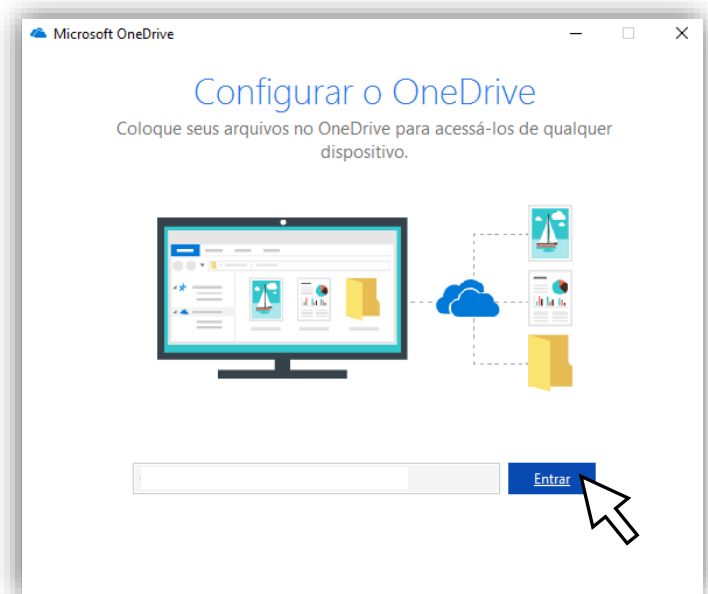 Microsoft OneDrive
Configurar o OneDrive
Coloque seus arquivos no OneDrive para acessá-los de qualquer
dispositivo.
Entrar